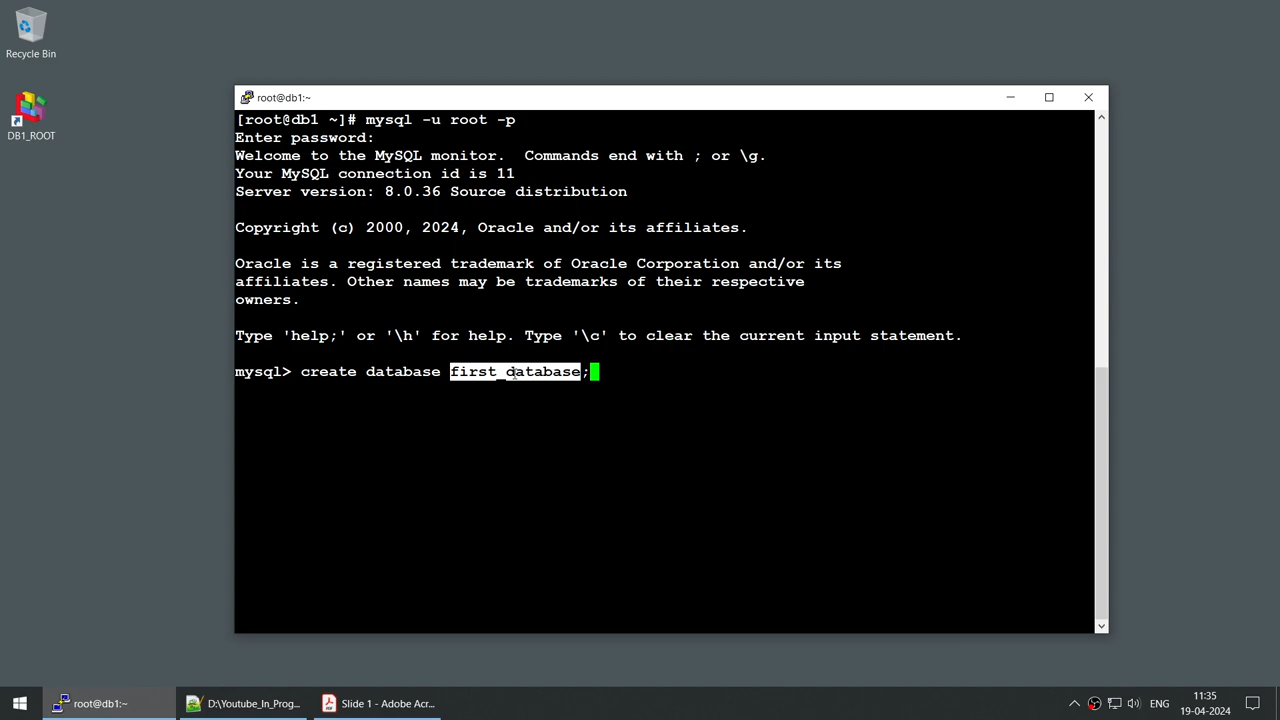 Recycle Bin
DB1_ROOT
root@db1:~
[root@db1 ~]# mysql -u root -p
Enter password:
Welcome to the MySQL monitor.  Commands end with ; or \g.
Your MySQL connection id is 11
Server version: 8.0.36 Source distribution
Copyright (c) 2000, 2024, Oracle and/or its affiliates.
Oracle is a registered trademark of Oracle Corporation and/or its
affiliates. Other names may be trademarks of their respective
owners.
Type 'help;' or '\h' for help. Type '\c' to clear the current input statement.
mysql> create database first_database;
root@db1:~
D:\Youtube_In_Prog...
Slide 1 - Adobe Acr...
ENG
11:35
19-04-2024